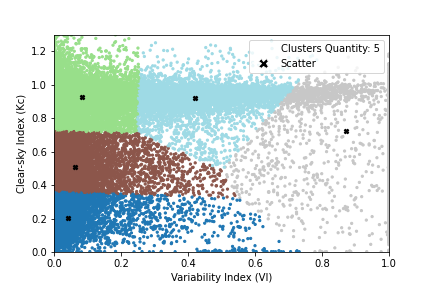 Clusters Quantity: 5
Scatter
1.2
1.0
0.8
0.6
0.4
0.2
0.0
Clear-sky Index (Kc)
0.0 0.2 0.4 0.6 0.8 1.0
Variability Index (VI)